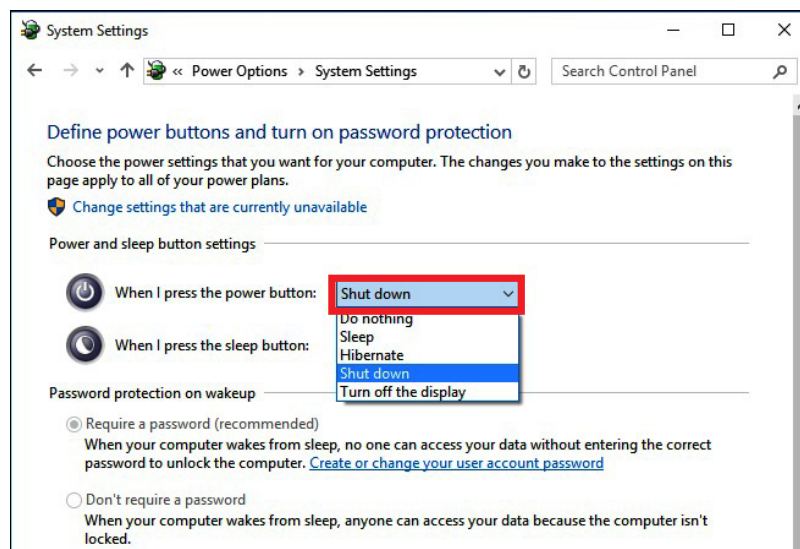 System Settings
« Power Options › System Settings
Search Control Panel
Define power buttons and turn on password protection
Choose the power settings that you want for your computer. The changes you make to the settings on this
page apply to all of your power plans.
Change settings that are currently unavailable
Power and sleep button settings
When I press the power button: Shut down
Do nothing
Sleep
When I press the sleep button:
Hibernate
Shut down
Turn off the display
Password protection on wakeup
Require a password (recommended)
When your computer wakes from sleep, no one can access your data without entering the correct
password to unlock the computer. Create or change your user account password
Don't require a password
When your computer wakes from sleep, anyone can access your data because the computer isn't
locked.